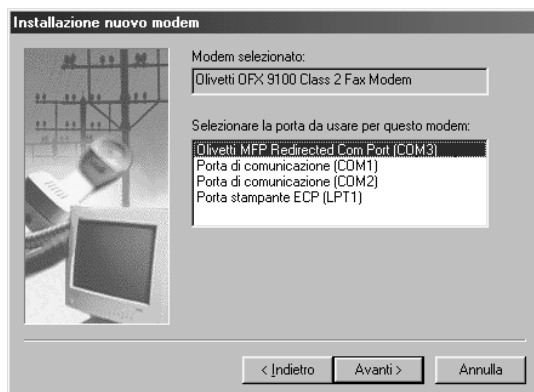 Installazione nuovo modem
Modem selezionato:
Olivetti OFX 9100 Class 2 Fax Modem
Selezionare la porta da usare per questo modem:
Olivetti MFP Redirected Com Port (COM3)
Porta di comunicazione (COM1)
Porta di comunicazione (COM2)
Porta stampante ECP (LPT1)
< Indietro
Avanti >
Annulla